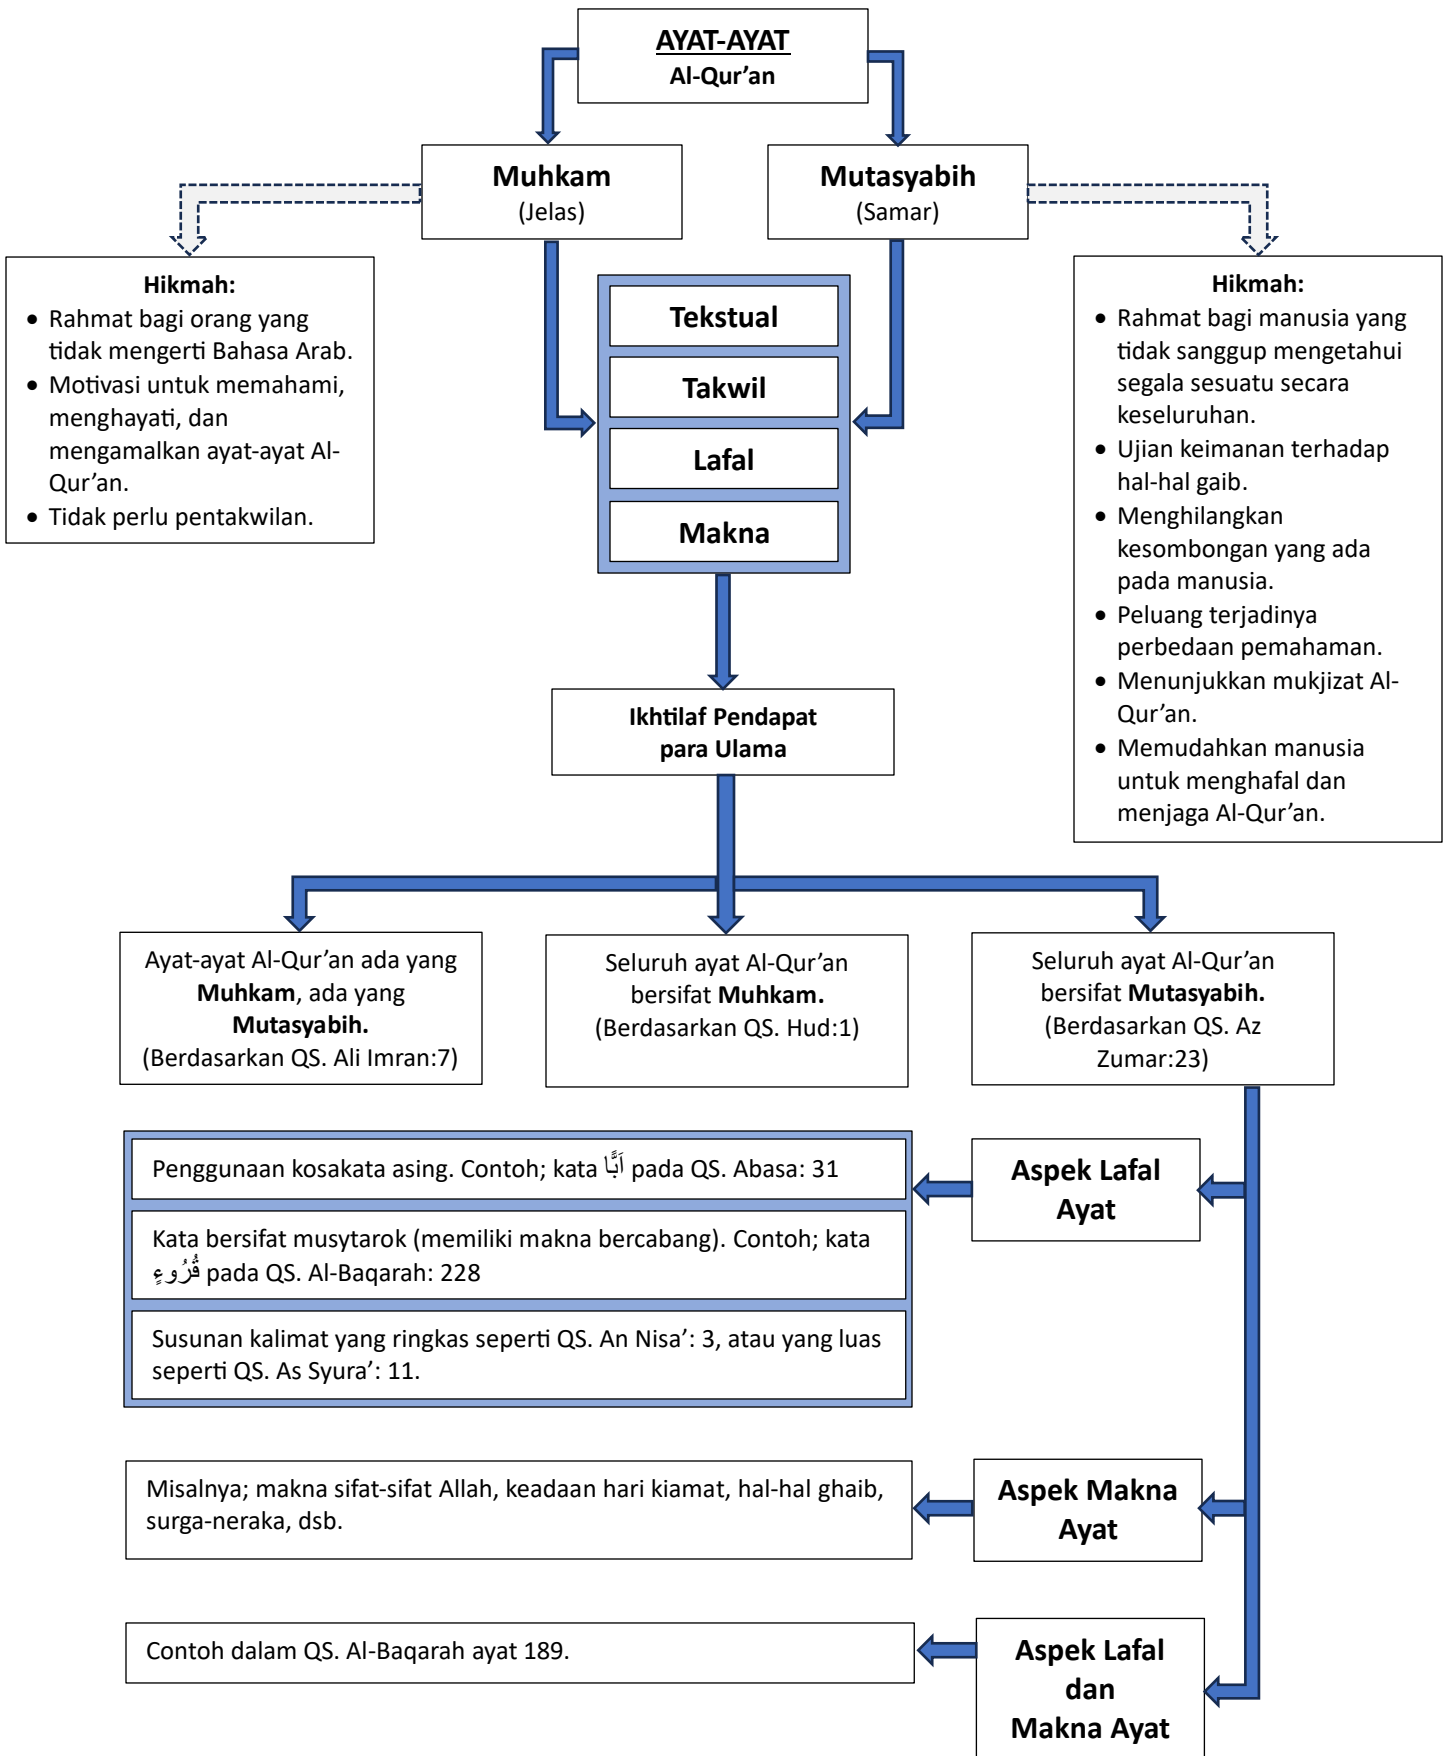 AYAT-AYAT
Al-Qur’an
Muhkam
(Jelas)
Mutasyabih
(Samar)
Hikmah:
• Rahmat bagi orang yang
tidak mengerti Bahasa Arab.
• Motivasi untuk memahami,
menghayati, dan
mengamalkan ayat-ayat Al-
Qur’an.
• Tidak perlu pentakwilan.
Tekstual
Takwil
Lafal
Makna
Hikmah:
• Rahmat bagi manusia yang
tidak sanggup mengetahui
segala sesuatu secara
keseluruhan.
• Ujian keimanan terhadap
hal-hal gaib.
• Menghilangkan
kesombongan yang ada
pada manusia.
• Peluang terjadinya
perbedaan pemahaman.
• Menunjukkan mukjizat Al-
Qur’an.
• Memudahkan manusia
untuk menghafal dan
menjaga Al-Qur’an.
Ikhtilaf Pendapat
para Ulama
Ayat-ayat Al-Qur’an ada yang
Muhkam, ada yang
Mutasyabih.
(Berdasarkan QS. Ali Imran:7)
Seluruh ayat Al-Qur’an
bersifat Muhkam.
(Berdasarkan QS. Hud:1)
Seluruh ayat Al-Qur’an
bersifat Mutasyabih.
(Berdasarkan QS. Az
Zumar:23)
Penggunaan kosakata asing. Contoh; kata اَبًّا pada QS. Abasa: 31
Kata bersifat musytarok (memiliki makna bercabang). Contoh; kata
قُرُوءٍ pada QS. Al-Baqarah: 228
Susunan kalimat yang ringkas seperti QS. An Nisa’: 3, atau yang luas
seperti QS. As Syura’: 11.
Aspek Lafal
Ayat
Misalnya; makna sifat-sifat Allah, keadaan hari kiamat, hal-hal ghaib,
surga-neraka, dsb.
Aspek Makna
Ayat
Contoh dalam QS. Al-Baqarah ayat 189.
Aspek Lafal
dan
Makna Ayat